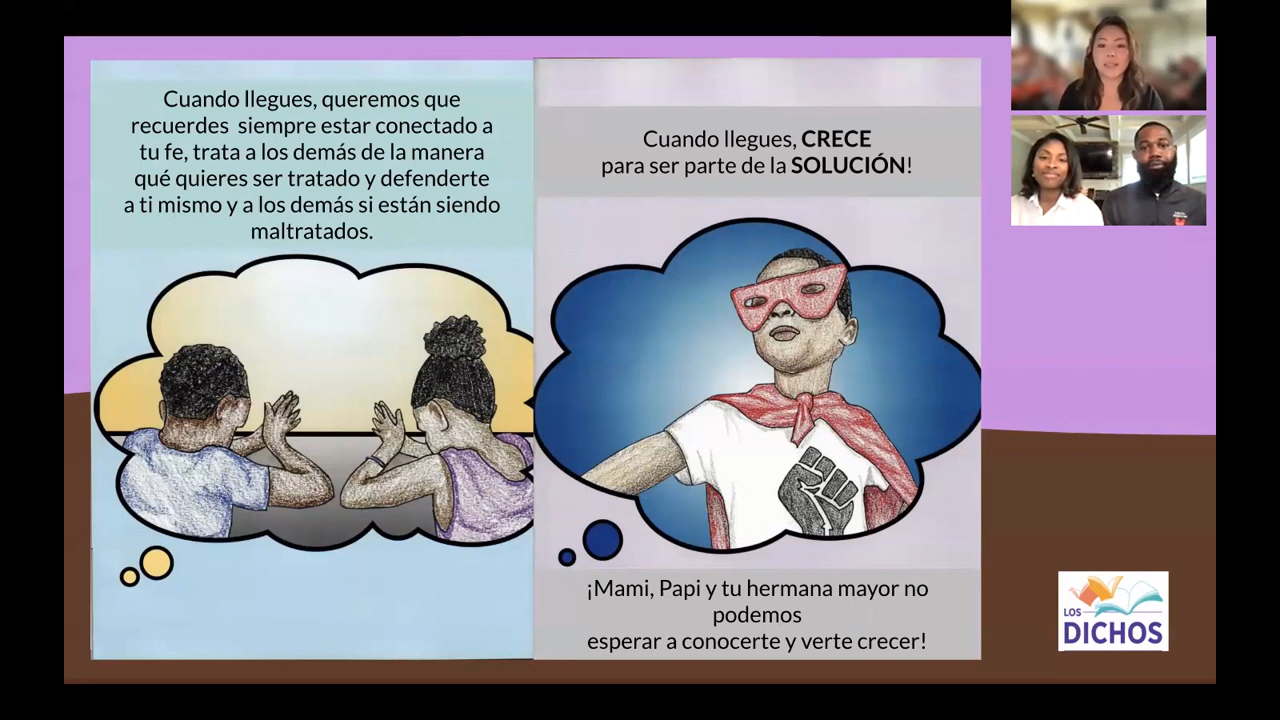 Cuando llegues, queremos que
recuerdes siempre estar conectado a
tu fe, trata a los demás de la manera
qué quieres ser tratado y defenderte
a ti mismo y a los demás si están siendo
maltratados.
Cuando llegues, CRECE
para ser parte de la SOLUCIÓN!
¡Mami, Papi y tu hermana mayor no
podemos
esperar a conocerte y verte crecer!
LOS
DICHOS